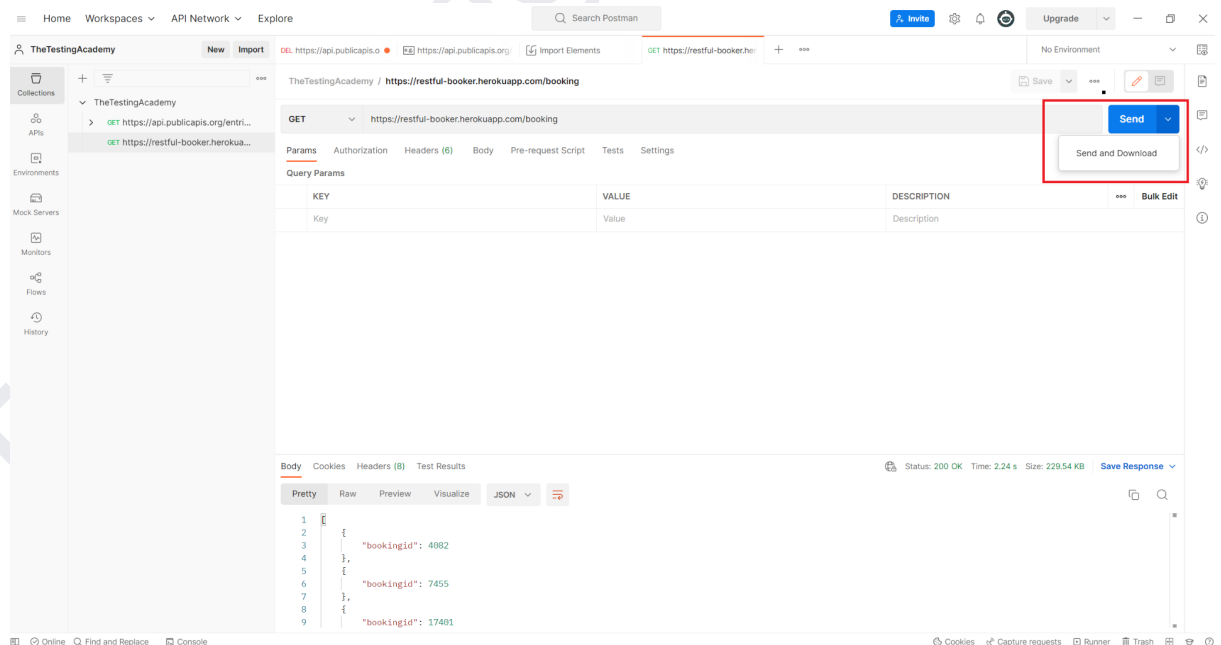 Home Workspaces API Network Explore Search Postman Invite Upgrade
TheTestingAcademy New Import DEL https://api.publicapis.o https://api.publicapis.org Import Elements GET https://restful-booker.her No Environment
Collections
APIs
Environments
Mock Servers
Monitors
Flows
History
TheTestingAcademy
GET https://api.publicapis.org/entri...
GET https://restful-booker.herokua...
TheTestingAcademy / https://restful-booker.herokuapp.com/booking Save
GET https://restful-booker.herokuapp.com/booking Send
Send and Download
Params Authorization Headers (6) Body Pre-request Script Tests Settings
Query Params
KEY VALUE DESCRIPTION Bulk Edit
Key Value Description
Body Cookies Headers (8) Test Results Status: 200 OK Time: 2.24 s Size: 229.54 KB Save Response
Pretty Raw Preview Visualize JSON
1 [
2 {
3 "bookingid": 4082
4 },
5 {
6 "bookingid": 7455
7 },
8 {
9 "bookingid": 17401
Online Find and Replace Console Cookies Capture requests Runner Trash